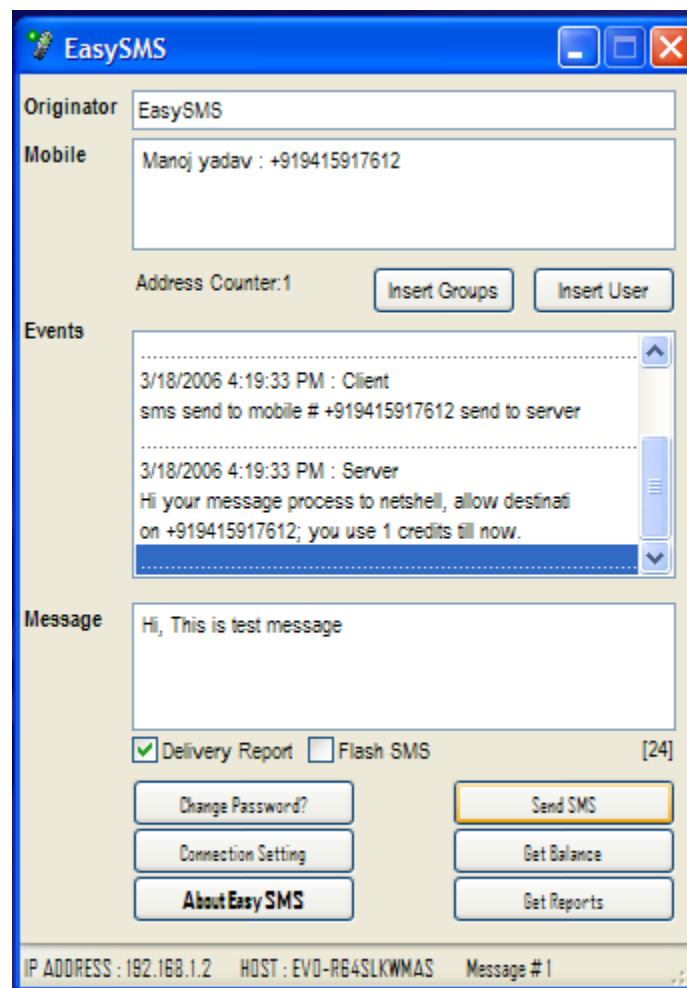 EasySMS
Originator EasySMS
Mobile Manoj yadav : +919415917612
Address Counter:1 Insert Groups Insert User
Events
3/18/2006 4:19:33 PM : Client
sms send to mobile # +919415917612 send to server
3/18/2006 4:19:33 PM : Server
Hi your message process to netshell, allow destinati
on +919415917612; you use 1 credits till now.
Message Hi, This is test message
Delivery Report Flash SMS [24]
Change Password? Send SMS
Connection Setting Get Balance
About Easy SMS Get Reports
IP ADDRESS : 192.168.1.2 HOST : EVO-R64SLKWMAS Message # 1